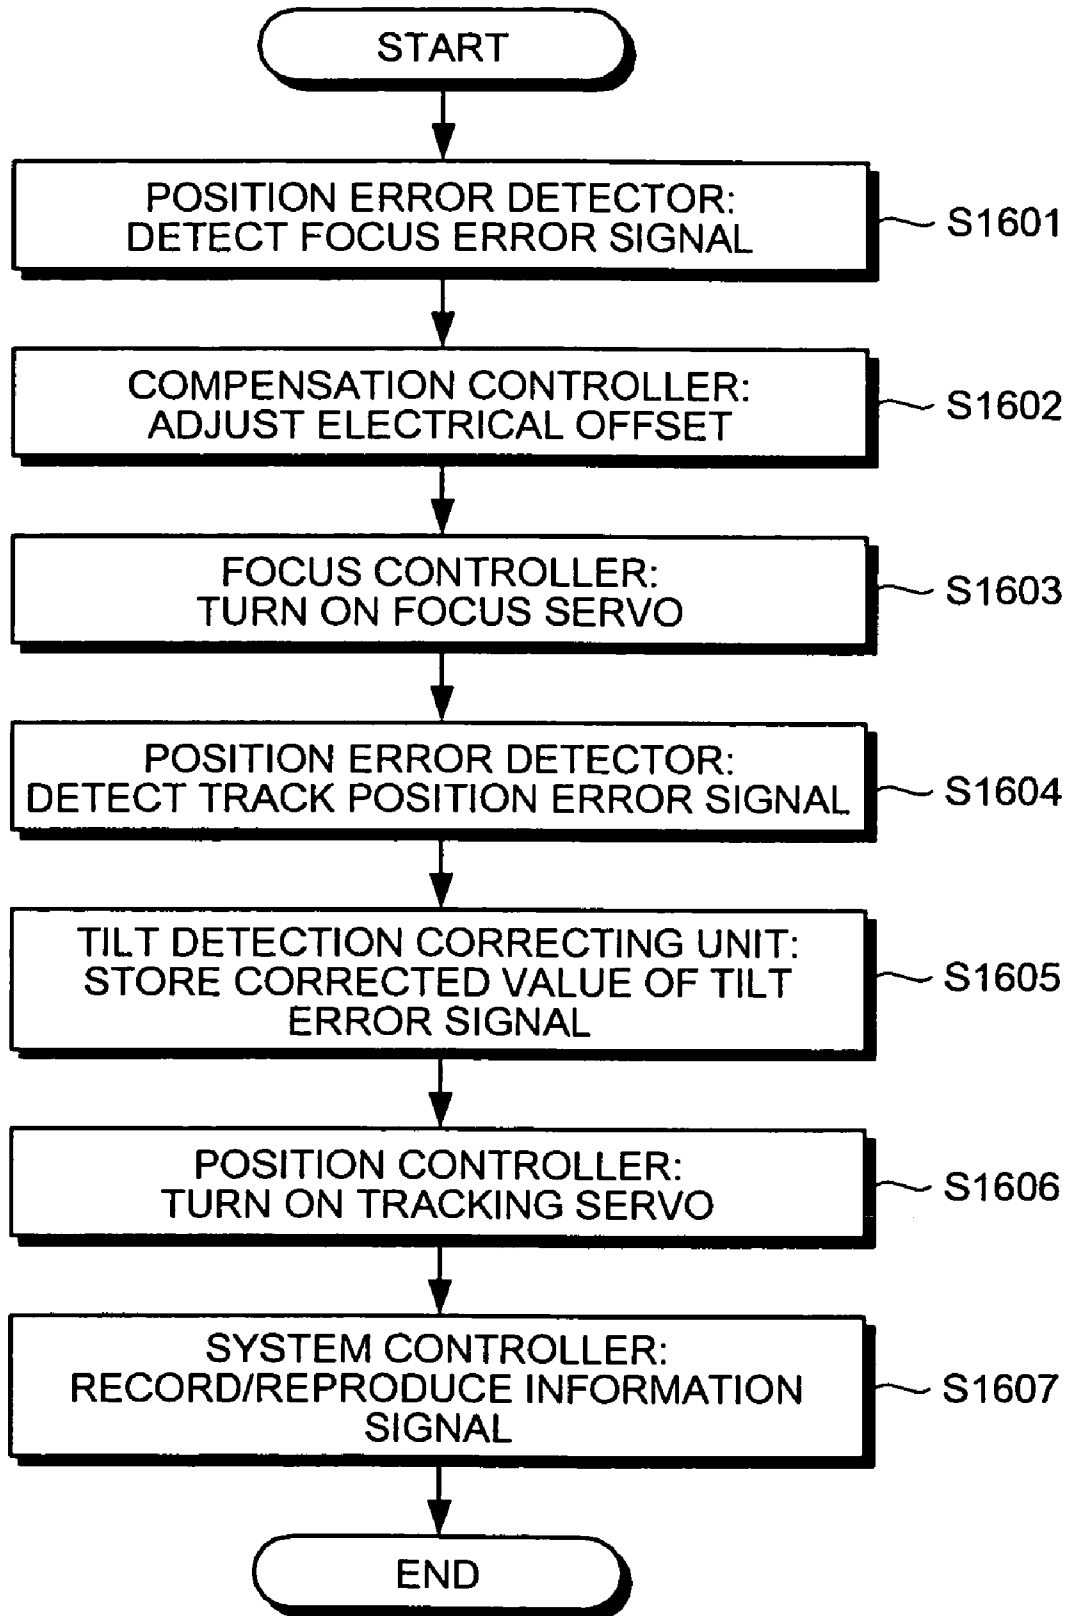 START
POSITION ERROR DETECTOR:
DETECT FOCUS ERROR SIGNAL
S1601
COMPENSATION CONTROLLER:
ADJUST ELECTRICAL OFFSET
S1602
FOCUS CONTROLLER:
TURN ON FOCUS SERVO
S1603
POSITION ERROR DETECTOR:
DETECT TRACK POSITION ERROR SIGNAL
S1604
TILT DETECTION CORRECTING UNIT:
STORE CORRECTED VALUE OF TILT
ERROR SIGNAL
S1605
POSITION CONTROLLER:
TURN ON TRACKING SERVO
S1606
SYSTEM CONTROLLER:
RECORD/REPRODUCE INFORMATION
SIGNAL
S1607
END